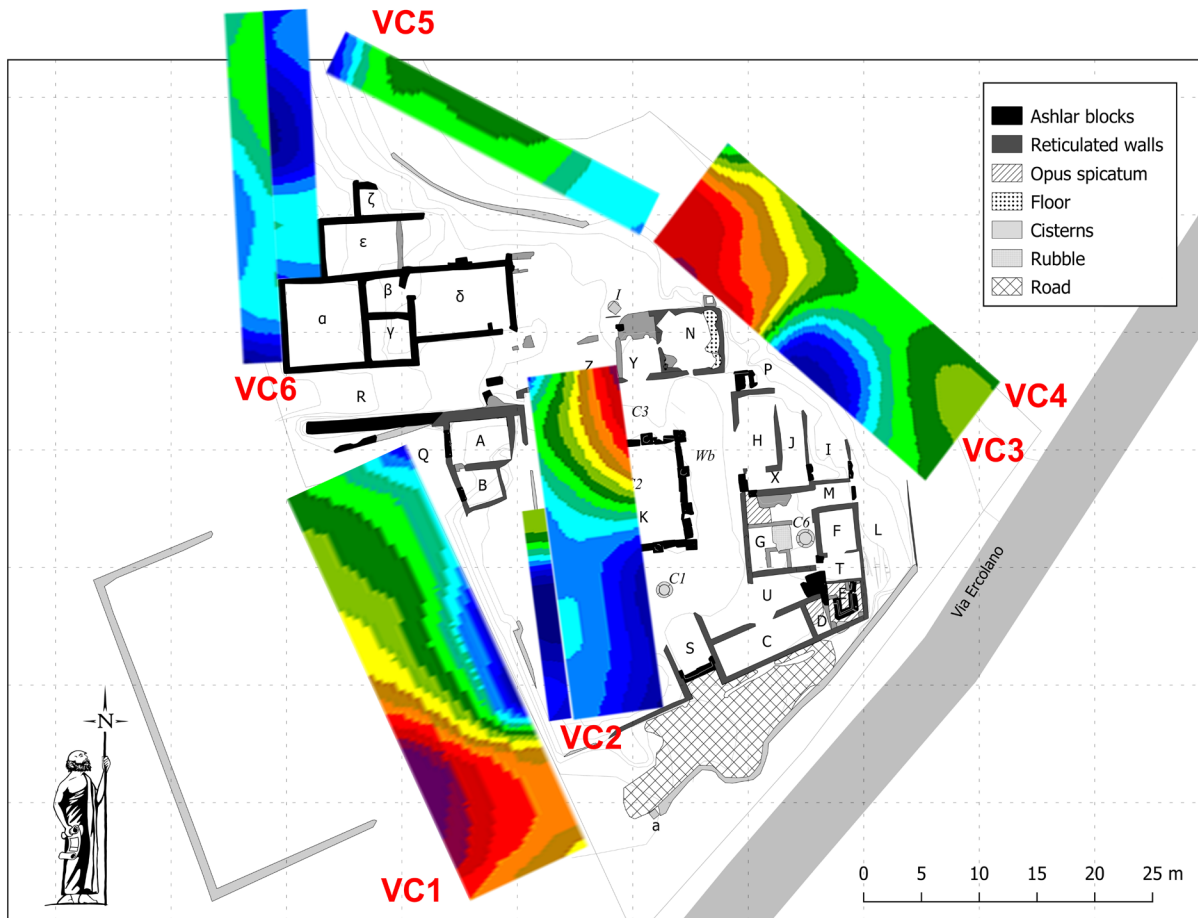 VC5
Ashlar blocks
Reticulated walls
Opus spicatum
Floor
Cisterns
Rubble
Road
ζ
ε
β
δ
α
γ
I
N
Y
Z
P
VC6
R
C3
VC4
A
Q
H
J
I
VC3
Wb
B
X
C2
M
K
C6
F
L
G
T
C1
U
E
D
Via Ercolano
S
C
N
VC2
a
VC1
0 5 10 15 20 25 m